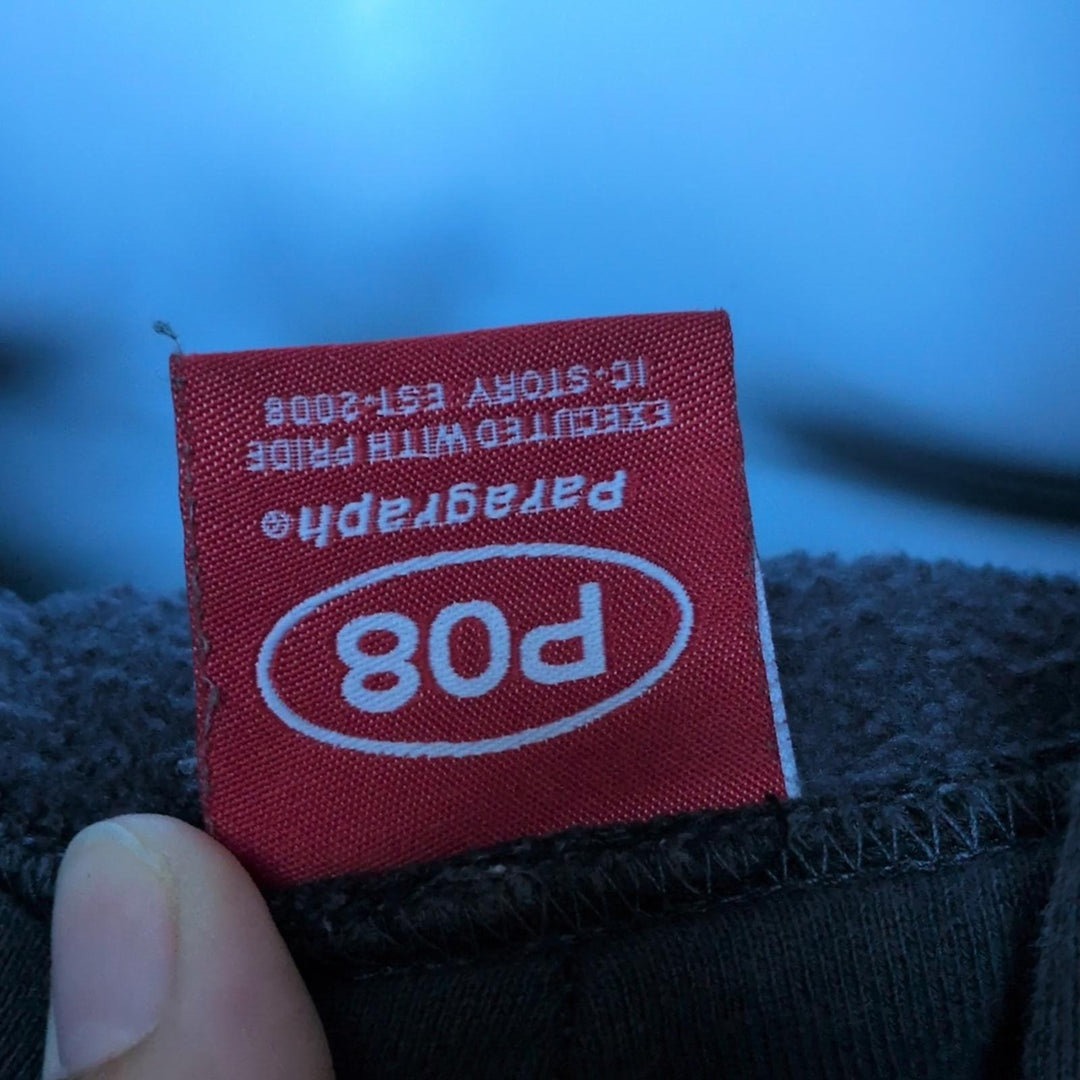 P08
Paragraph®
EXECUTED WITH PRIDE
IC•STORY EST•2008